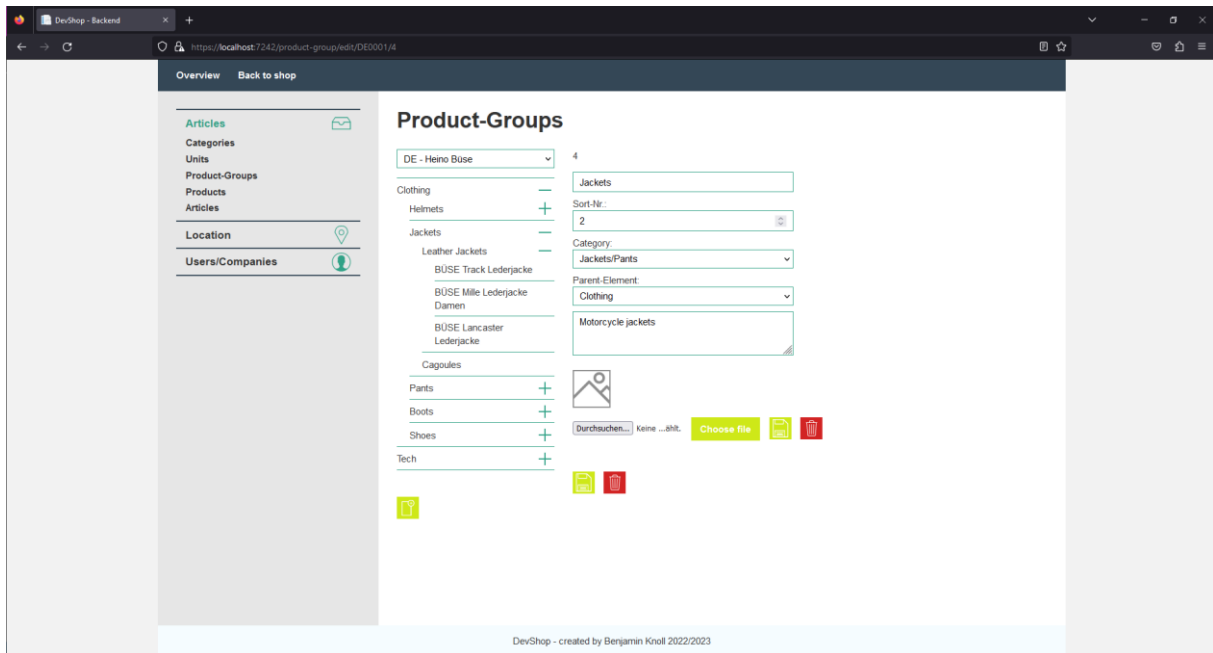 DevShop - Backend
https://localhost:7242/product-group/edit/DE0001/4
Overview Back to shop
Articles
Categories
Units
Product-Groups
Products
Articles
Location
Users/Companies
Product-Groups
DE - Heino Büse
Clothing
Helmets
Jackets
Leather Jackets
BÜSE Track Lederjacke
BÜSE Mille Lederjacke
Damen
BÜSE Lancaster
Lederjacke
Cagoules
Pants
Boots
Shoes
Tech
4
Jackets
Sort-Nr.:
2
Category:
Jackets/Pants
Parent-Element:
Clothing
Motorcycle jackets
Durchsuchen... Keine ...ählt. Choose file
DevShop - created by Benjamin Knoll 2022/2023